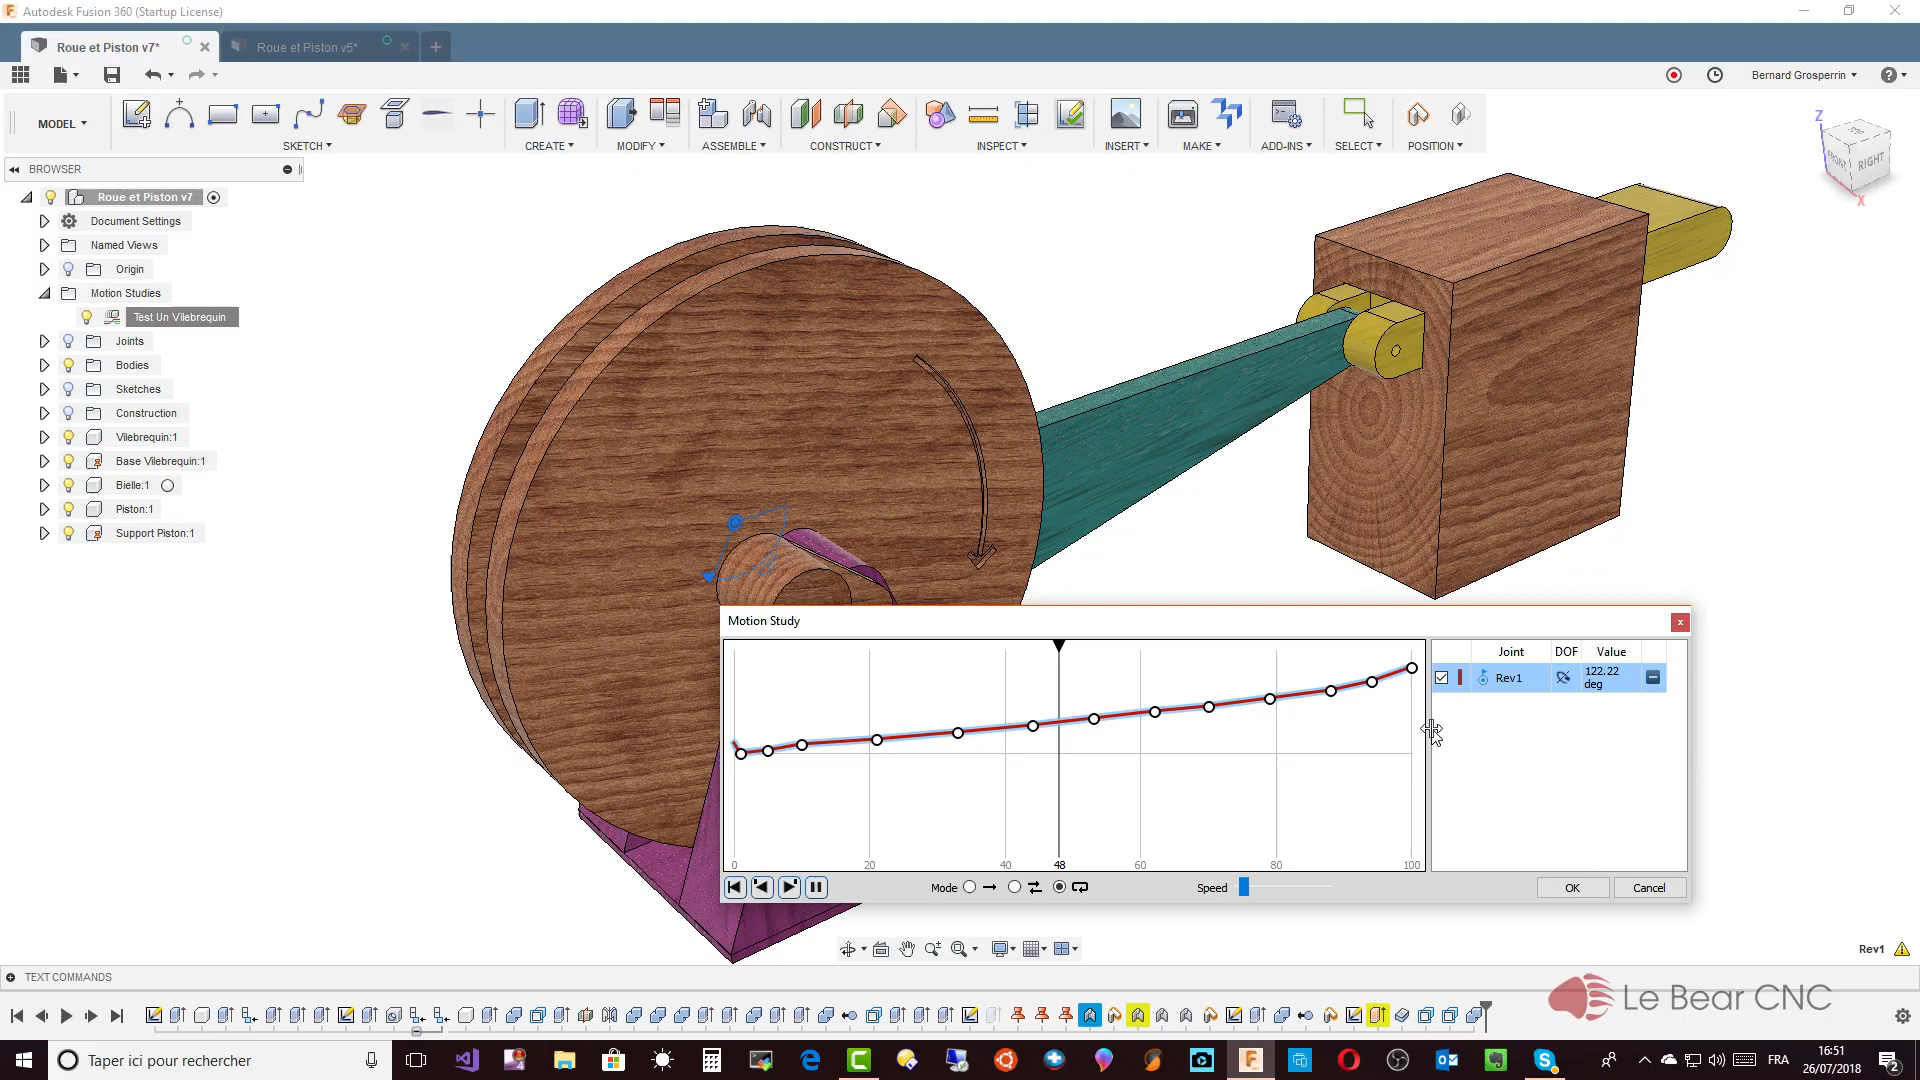 Autodesk Fusion 360 (Startup License)
Roue et Piston v7*
Roue et Piston v5*
Bernard Grosperrin
MODEL
SKETCH
CREATE
MODIFY
ASSEMBLE
CONSTRUCT
INSPECT
INSERT
MAKE
ADD-INS
SELECT
POSITION
Z
FRONT
RIGHT
X
BROWSER
Roue et Piston v7
Document Settings
Named Views
Origin
Motion Studies
Test Un Vilebrequin
Joints
Bodies
Sketches
Construction
Vilebrequin:1
Base Vilebrequin:1
Bielle:1
Piston:1
Support Piston:1
Motion Study
Joint DOF Value
Rev1 122.22 deg
0 20 40 48 60 80 100
Mode
Speed
OK
Cancel
Rev1
TEXT COMMANDS
Le Bear CNC
Taper ici pour rechercher
FRA
16:51
26/07/2018
2